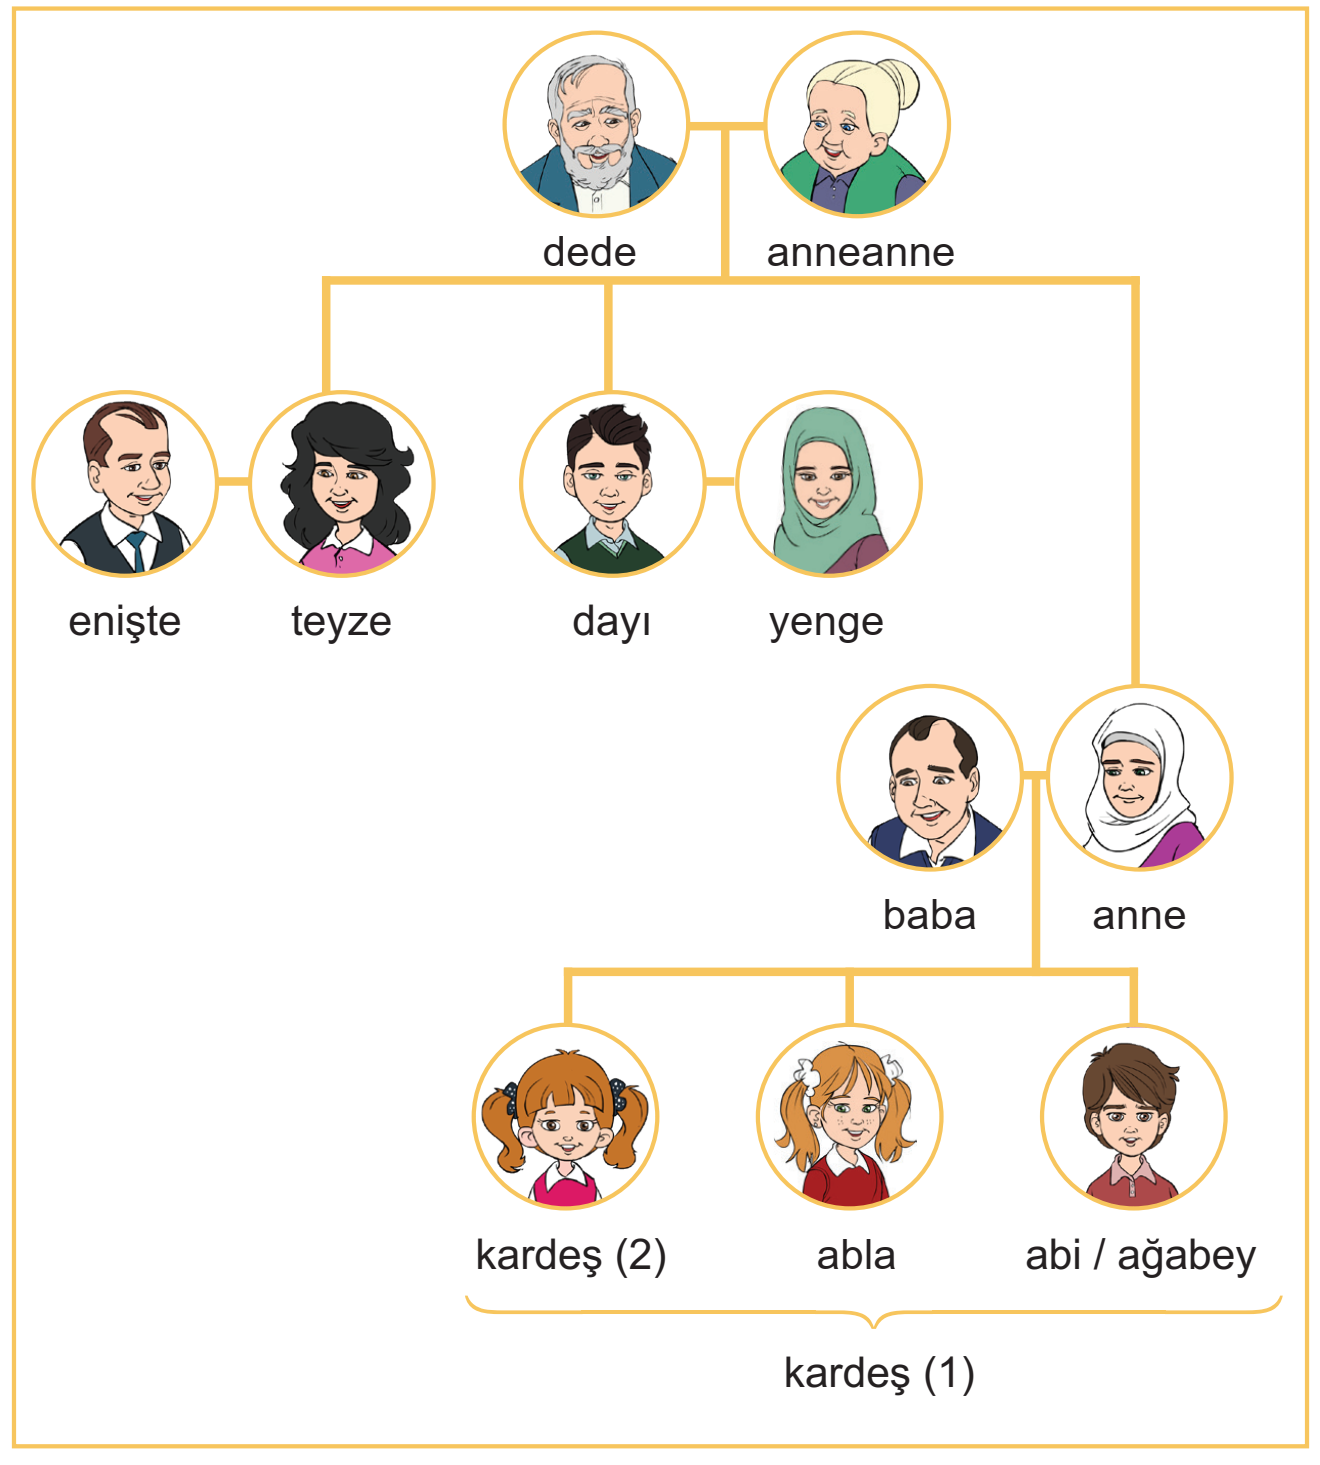 dede anneanne
enişte teyze dayı yenge
baba anne
kardeş (2) abla abi / ağabey
kardeş (1)